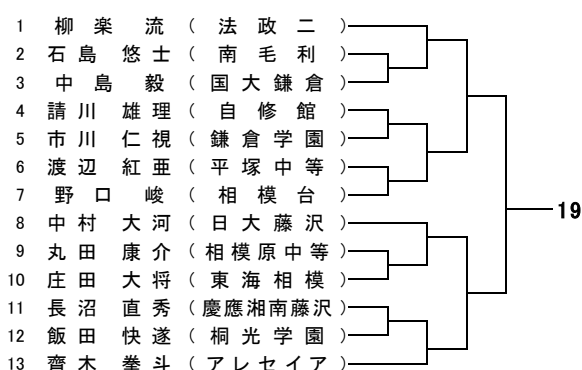 1 柳 楽 流 ( 法 政 二 )
2 石 島 悠 士 ( 南 毛 利 )
3 中 島 毅 ( 国 大 鎌 倉 )
4 請 川 雄 理 ( 自 修 館 )
5 市 川 仁 視 ( 鎌 倉 学 園 )
6 渡 辺 紅 亜 ( 平 塚 中 等 )
7 野 口 峻 ( 相 模 台 )
8 中 村 大 河 ( 日 大 藤 沢 )
9 丸 田 康 介 ( 相 模 原 中 等 )
10 庄 田 大 将 ( 東 海 相 模 )
11 長 沼 直 秀 ( 慶應湘南藤沢 )
12 飯 田 快 遂 ( 桐 光 学 園 )
13 齊 木 拳 斗 ( アレセイア )
19